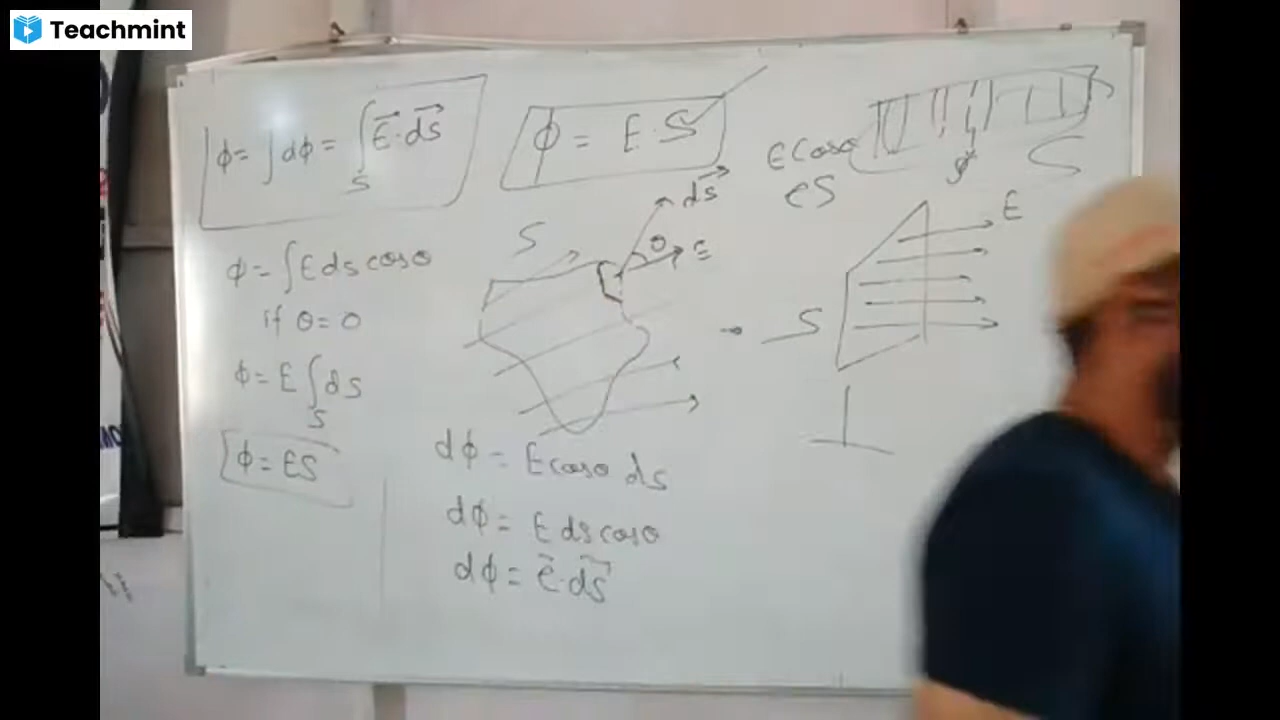 Teachmint
ϕ = ∫ dϕ = ∫ₛ E⃗ · ds⃗
ϕ = E · S
E cosθ
eS
S
ϕ = ∫ E ds cosθ
if θ = 0
ϕ = E ∫ₛ ds
ϕ = ES
S
ds⃗
θ
E
S
E
dϕ = E cosθ ds
dϕ = E ds cosθ
dϕ = e⃗ · ds⃗